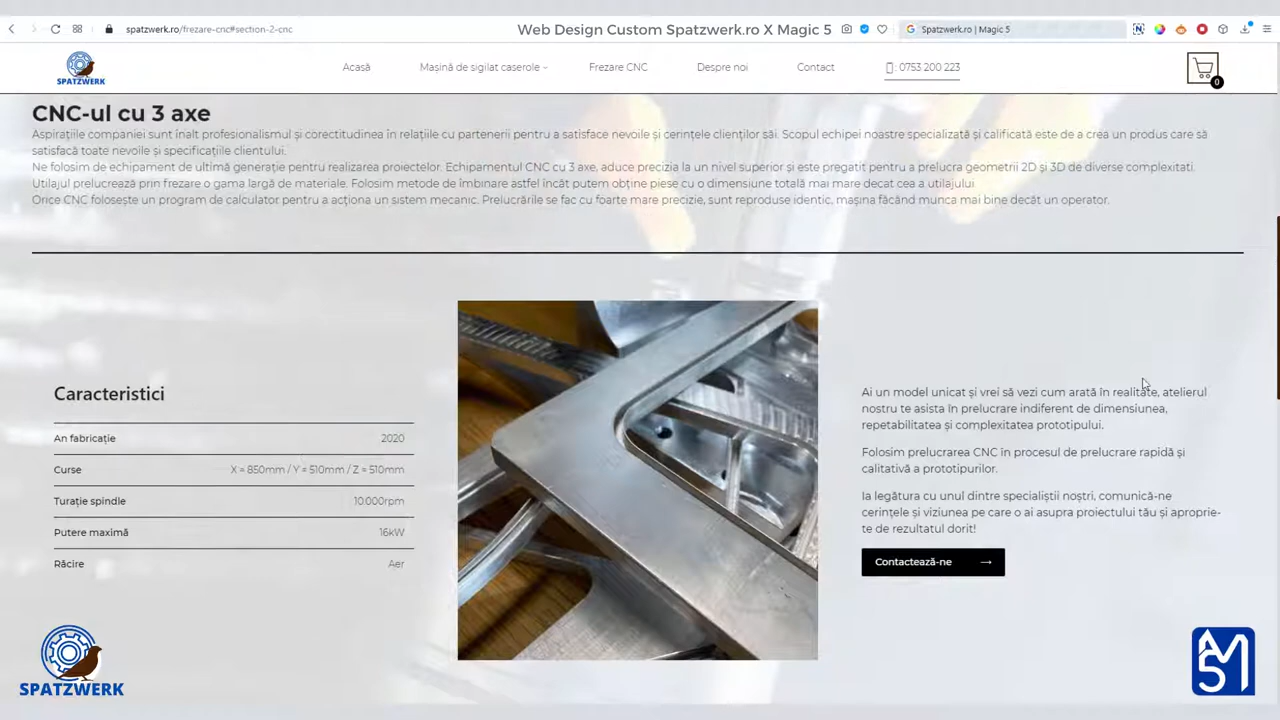 spatzwerk.ro/frezare-cnc#section-2-cnc
Web Design Custom Spatzwerk.ro X Magic 5
Spatzwerk.ro | Magic 5
SPATZWERK
Acasă
Mașină de sigilat caserole
Frezare CNC
Despre noi
Contact
0753 200 223
0
CNC-ul cu 3 axe
Aspirațiile companiei sunt înalt profesionalismul și corectitudinea în relațiile cu partenerii pentru a satisface nevoile și cerințele clienților săi. Scopul echipei noastre specializată și calificată este de a crea un produs care să
satisfacă toate nevoile și specificațiile clientului.
Ne folosim de echipament de ultimă generație pentru realizarea proiectelor. Echipamentul CNC cu 3 axe, aduce precizia la un nivel superior și este pregatit pentru a prelucra geometrii 2D și 3D de diverse complexitati.
Utilajul prelucrează prin frezare o gama largă de materiale. Folosim metode de îmbinare astfel încât putem obține piese cu o dimensiune totală mai mare decat cea a utilajului
Orice CNC folosește un program de calculator pentru a acționa un sistem mecanic. Prelucrările se fac cu foarte mare precizie, sunt reproduse identic, mașina făcând munca mai bine decât un operator.
Caracteristici
An fabricație 2020
Curse X = 850mm / Y = 510mm / Z = 510mm
Turație spindle 10.000rpm
Putere maximă 16kW
Răcire Aer
Ai un model unicat și vrei să vezi cum arată în realitate, atelierul
nostru te asista în prelucrare indiferent de dimensiunea,
repetabilitatea și complexitatea prototipului.
Folosim prelucrarea CNC în procesul de prelucrare rapidă și
calitativă a prototipurilor.
Ia legătura cu unul dintre specialiștii noștri, comunică-ne
cerințele și viziunea pe care o ai asupra proiectului tău și aproprie-
te de rezultatul dorit!
Contactează-ne →
SPATZWERK
M5